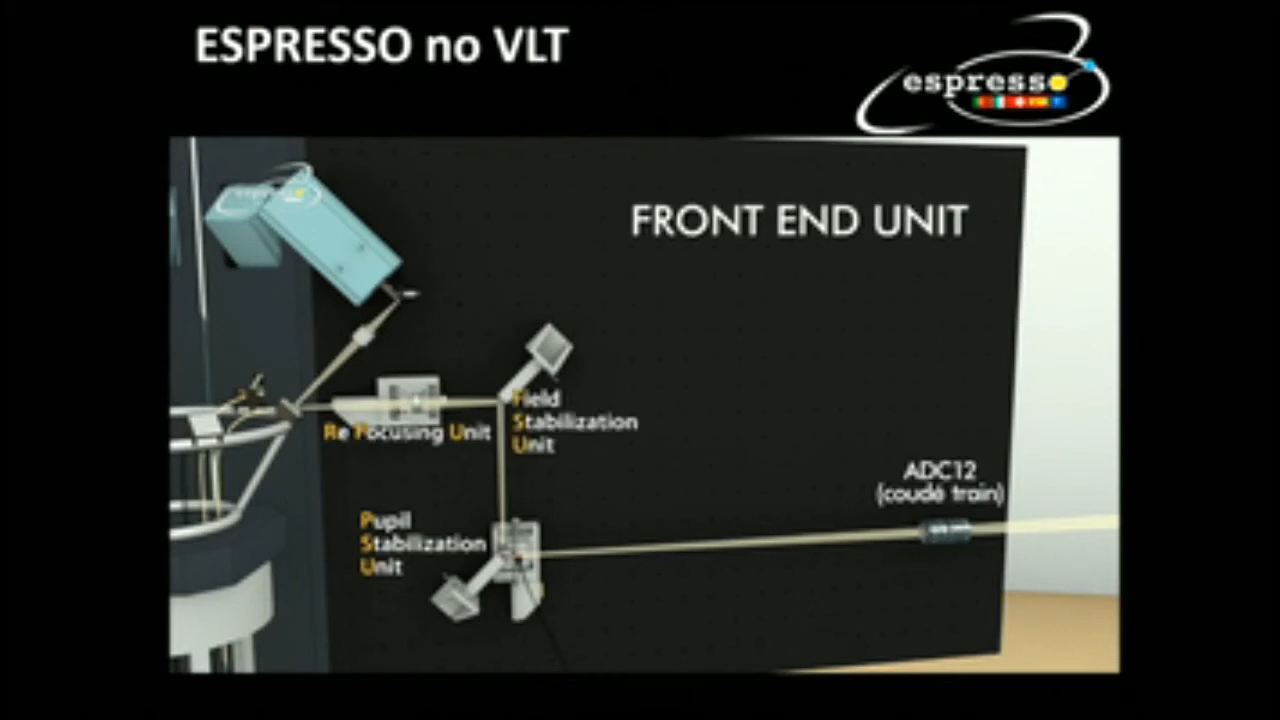 ESPRESSO no VLT
espresso
espresso
FRONT END UNIT
Field
Stabilization
Unit
Re Focusing Unit
ADC12
(coudé train)
Pupil
Stabilization
Unit